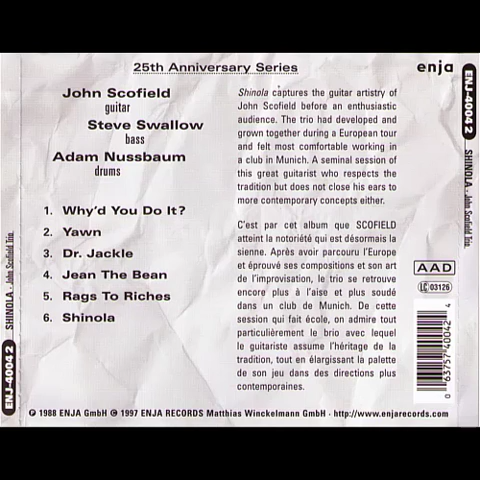 25th Anniversary Series
enja
John Scofield
guitar
Steve Swallow
bass
Adam Nussbaum
drums
1. Why'd You Do It?
2. Yawn
3. Dr. Jackle
4. Jean The Bean
5. Rags To Riches
6. Shinola
Shinola captures the guitar artistry of
John Scofield before an enthusiastic
audience. The trio had developed and
grown together during a European tour
and felt most comfortable working in
a club in Munich. A seminal session of
this great guitarist who respects the
tradition but does not close his ears to
more contemporary concepts either.
C'est par cet album que SCOFIELD
atteint la notoriété qui est désormais la
sienne. Après avoir parcouru l'Europe
et éprouvé ses compositions et son art
de l'improvisation, le trio se retrouve
encore plus à l'aise et plus soudé
dans un club de Munich. De cette
session qui fait école, on admire tout
particulièrement le brio avec lequel
le guitariste assume l'héritage de la
tradition, tout en élargissant la palette
de son jeu dans des directions plus
contemporaines.
AAD
LC 03126
0 63757 40042 4
℗ 1988 ENJA GmbH © 1997 ENJA RECORDS Matthias Winckelmann GmbH · http://www.enjarecords.com
ENJ-4004 2 SHINOLA - John Scofield Trio
ENJ-4004 2 SHINOLA - John Scofield Trio